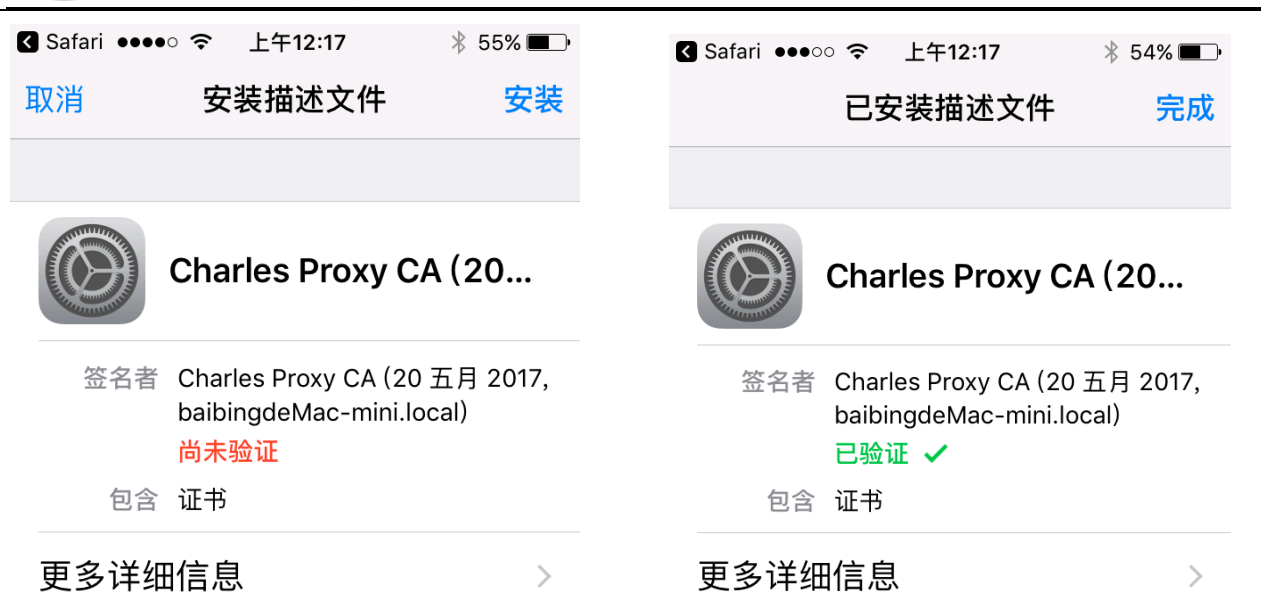 Safari 上午12:17 55%
取消 安装描述文件 安装
Charles Proxy CA (20...
签名者 Charles Proxy CA (20 五月 2017,
baibingdeMac-mini.local)
尚未验证
包含 证书
更多详细信息
Safari 上午12:17 54%
已安装描述文件 完成
Charles Proxy CA (20...
签名者 Charles Proxy CA (20 五月 2017,
baibingdeMac-mini.local)
已验证
包含 证书
更多详细信息